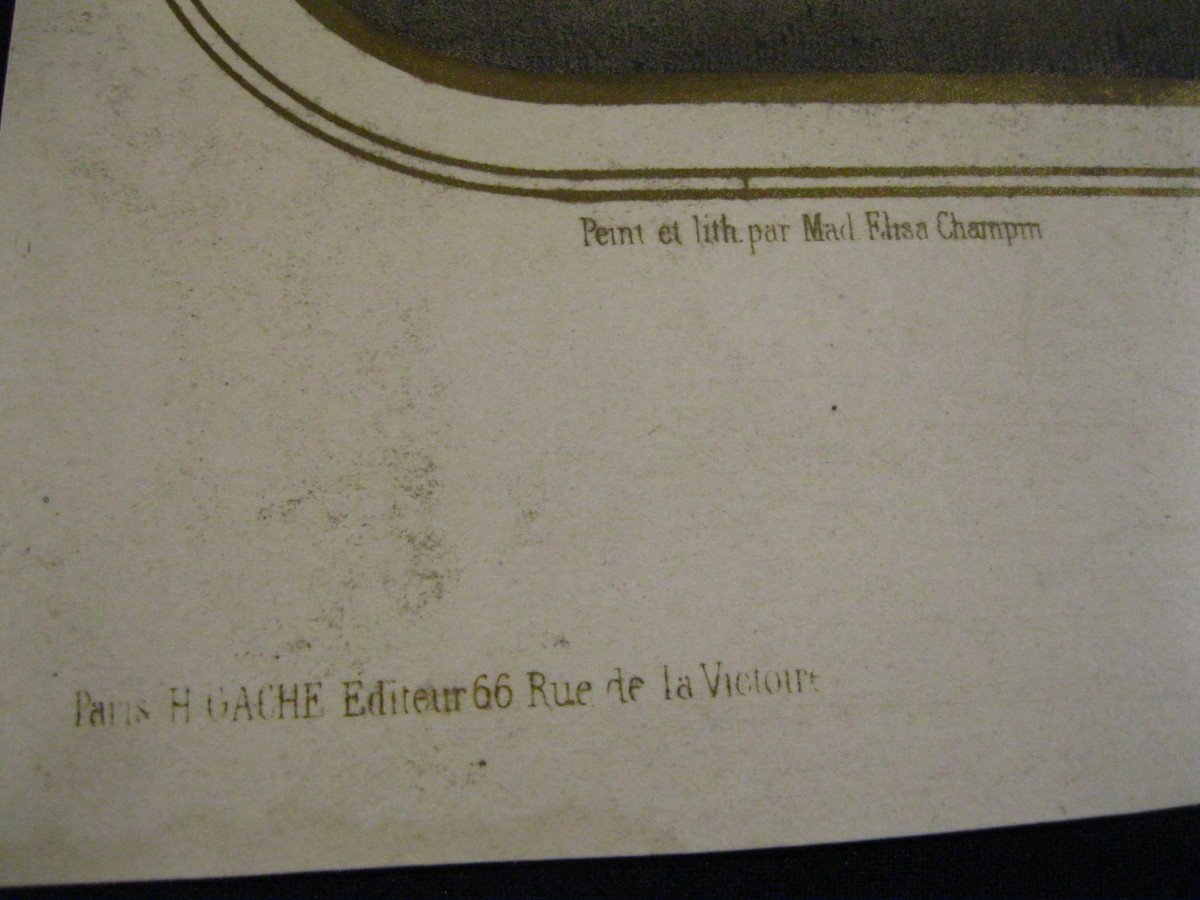 Peint et lith. par Mad. Elisa Champin
Paris H. GACHE Editeur 66 Rue de la Victoire